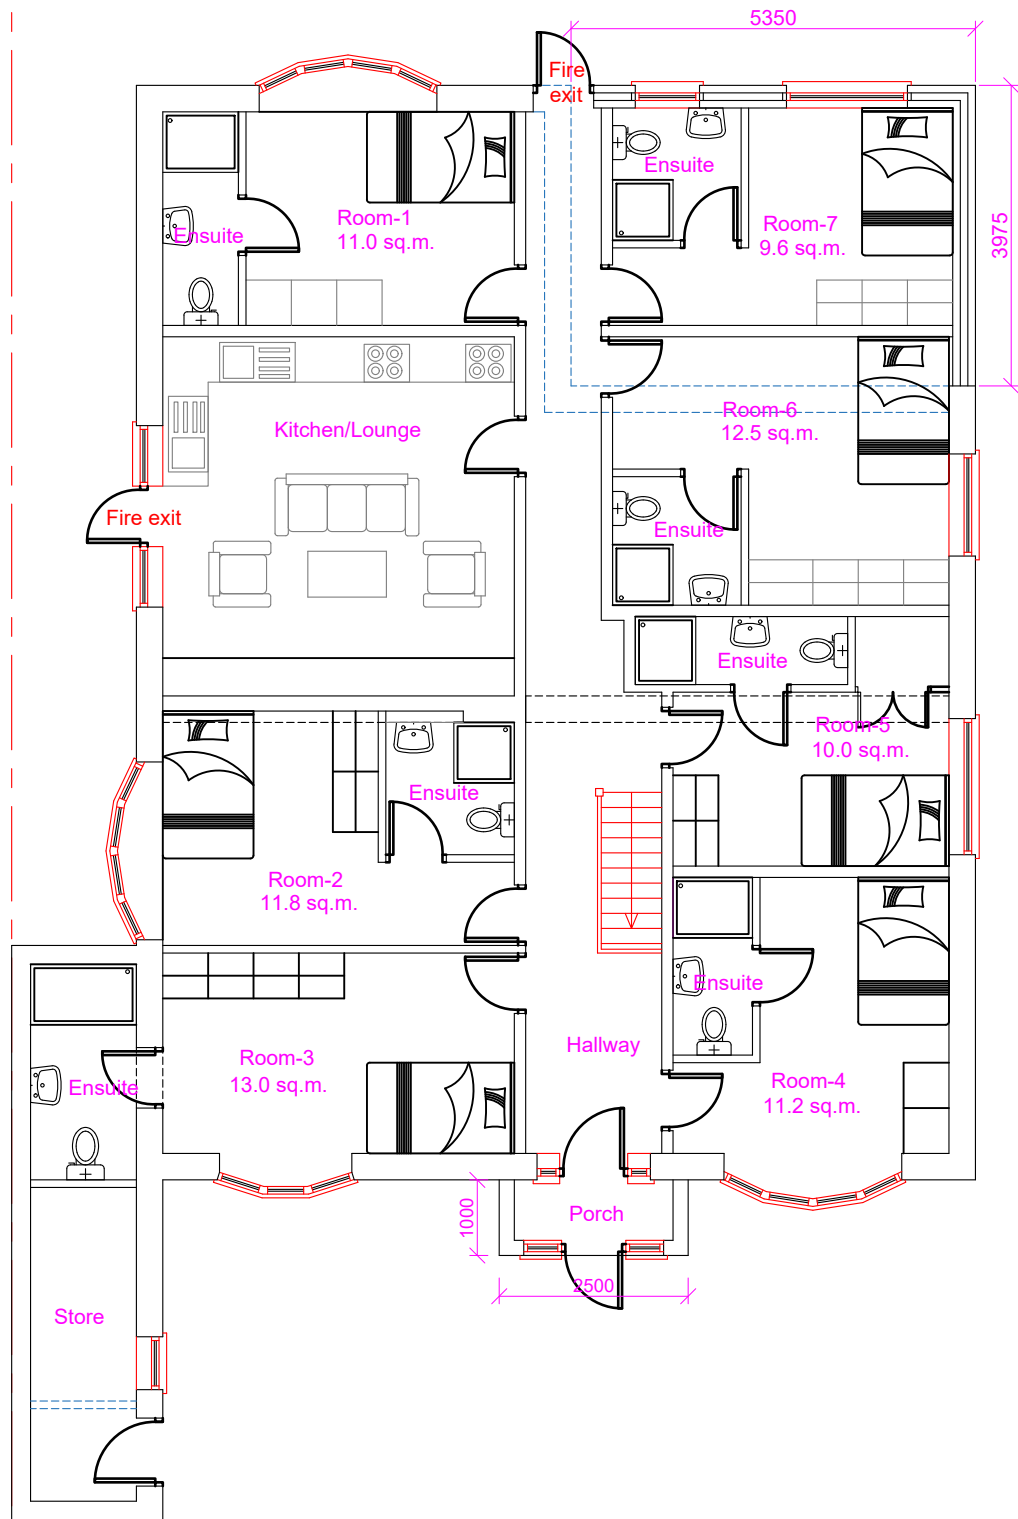 5350
Fire
exit
3975
Ensuite
Room-1
11.0 sq.m.
Ensuite
Room-7
9.6 sq.m.
Kitchen/Lounge
Room-6
12.5 sq.m.
Fire exit
Ensuite
Ensuite
Room-5
10.0 sq.m.
Ensuite
Room-2
11.8 sq.m.
Ensuite
Hallway
Room-3
13.0 sq.m.
Ensuite
Room-4
11.2 sq.m.
1000
Porch
2500
Store